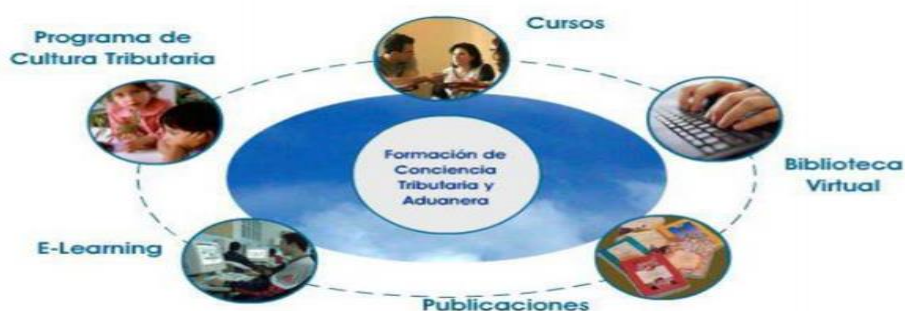 Cursos
Programa de
Cultura Tributaria
Formación de
Conciencia
Tributaria y
Aduanera
Biblioteca
Virtual
E-Learning
Publicaciones